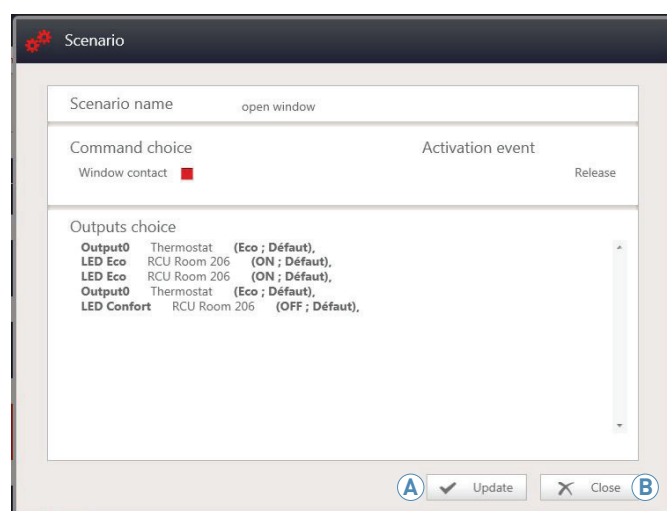 Scenario
Scenario name open window
Command choice Activation event
Window contact Release
Outputs choice
Output0 Thermostat (Eco ; Défaut),
LED Eco RCU Room 206 (ON ; Défaut),
LED Eco RCU Room 206 (ON ; Défaut),
Output0 Thermostat (Eco ; Défaut),
LED Confort RCU Room 206 (OFF ; Défaut),
A Update Close B